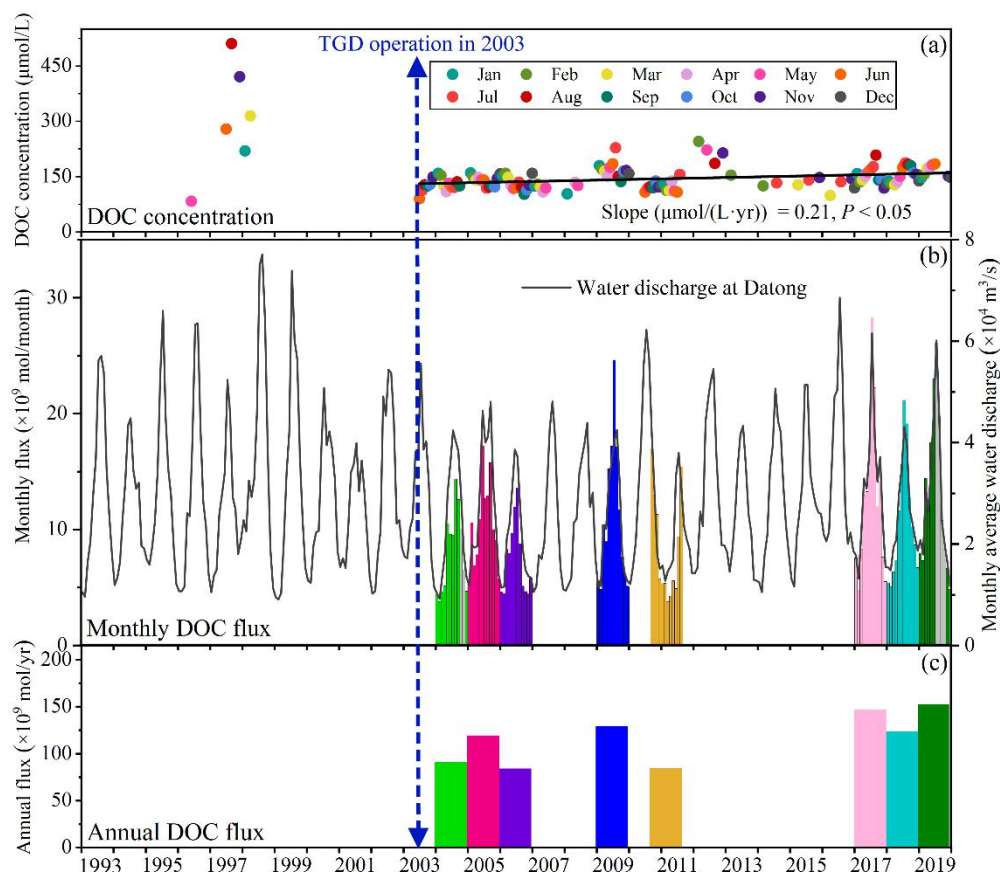 TGD operation in 2003
(a)
DOC concentration (μmol/L)
450
300
150
0
Jan Feb Mar Apr May Jun
Jul Aug Sep Oct Nov Dec
DOC concentration
Slope (μmol/(L·yr)) = 0.21, P < 0.05
(b)
Water discharge at Datong
Monthly flux (×10⁹ mol/month)
30
20
10
0
Monthly average water discharge (×10⁴ m³/s)
8
6
4
2
0
Monthly DOC flux
(c)
Annual flux (×10⁹ mol/yr)
200
150
100
50
0
Annual DOC flux
1993 1995 1997 1999 2001 2003 2005 2007 2009 2011 2013 2015 2017 2019